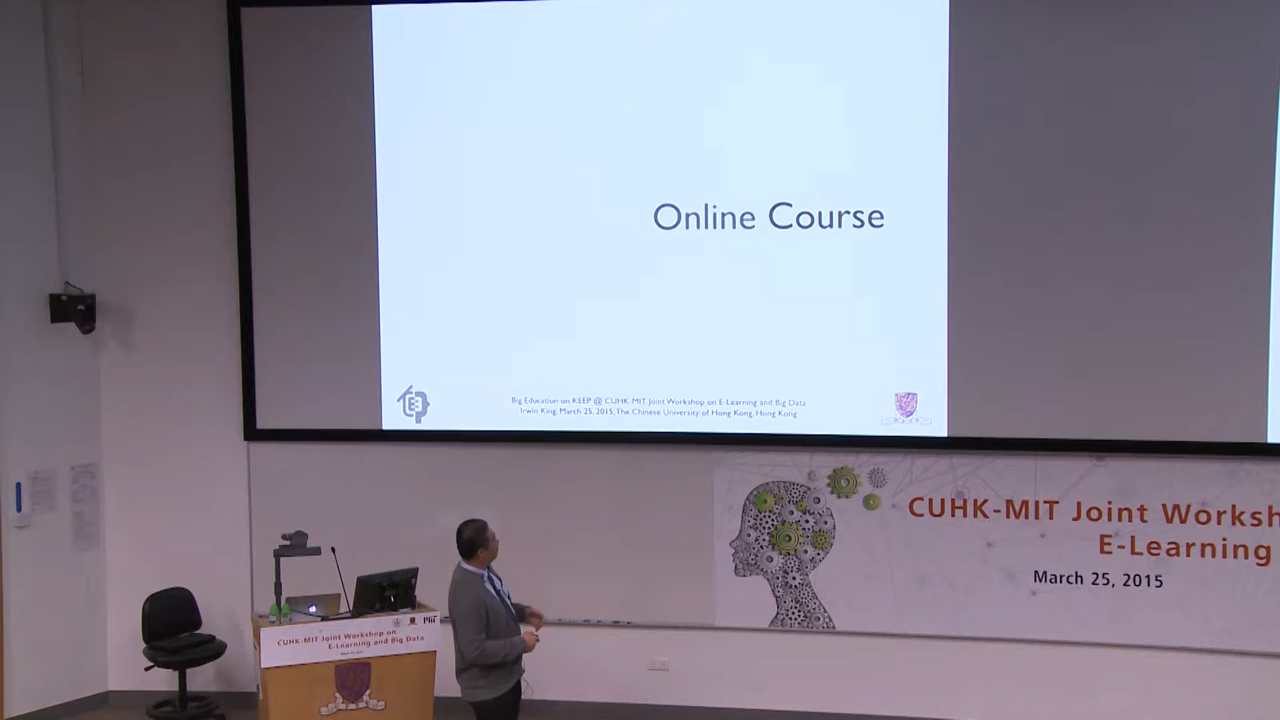 Online Course
Big Education on KEEP @ CUHK-MIT Joint Workshop on E-Learning and Big Data
Irwin King, March 25, 2015, The Chinese University of Hong Kong, Hong Kong
CUHK-MIT Joint Worksh
E-Learning
March 25, 2015
CUHK-MIT Joint Workshop on
E-Learning and Big Data